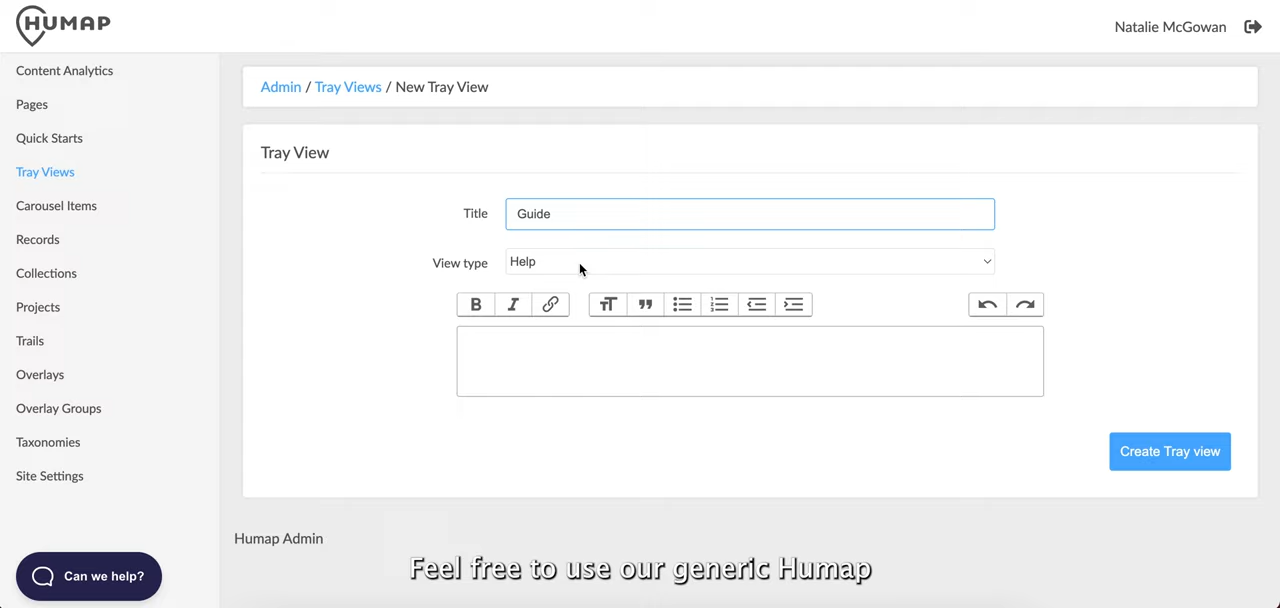 HUMAP
Natalie McGowan
Content Analytics
Pages
Quick Starts
Tray Views
Carousel Items
Records
Collections
Projects
Trails
Overlays
Overlay Groups
Taxonomies
Site Settings
Can we help?
Admin / Tray Views / New Tray View
Tray View
Title
Guide
View type
Help
B I
Create Tray view
Humap Admin
Feel free to use our generic Humap